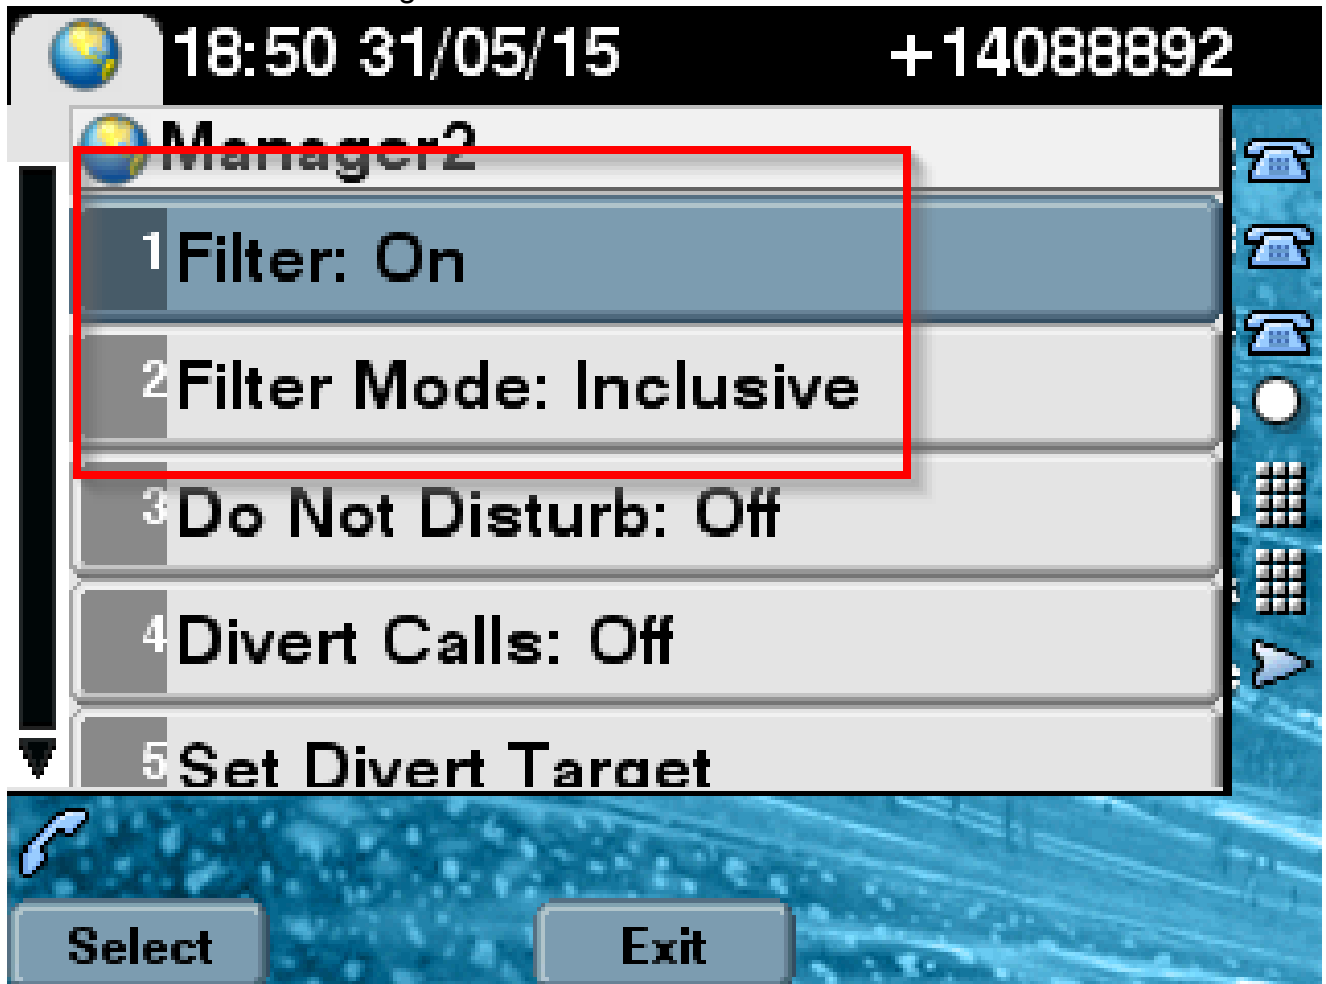 18:50 31/05/15 +14088892
Manager2
1 Filter: On
2 Filter Mode: Inclusive
3 Do Not Disturb: Off
4 Divert Calls: Off
5 Set Divert Target
Select Exit